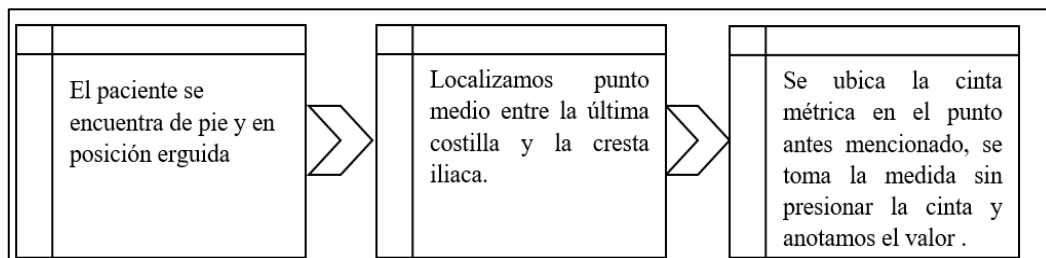 El paciente se
encuentra de pie y en
posición erguida
Localizamos punto
medio entre la última
costilla y la cresta
iliaca.
Se ubica la cinta
métrica en el punto
antes mencionado, se
toma la medida sin
presionar la cinta y
anotamos el valor .